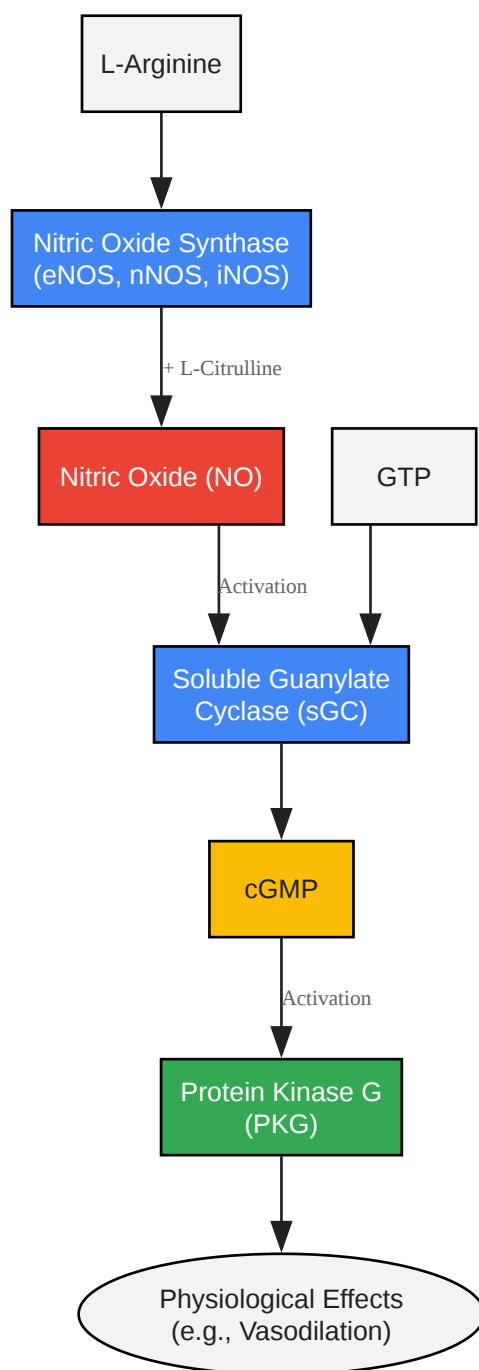 L-Arginine
Nitric Oxide Synthase
(eNOS, nNOS, iNOS)
+ L-Citrulline
Nitric Oxide (NO)
GTP
Activation
Soluble Guanylate
Cyclase (sGC)
cGMP
Activation
Protein Kinase G
(PKG)
Physiological Effects
(e.g., Vasodilation)